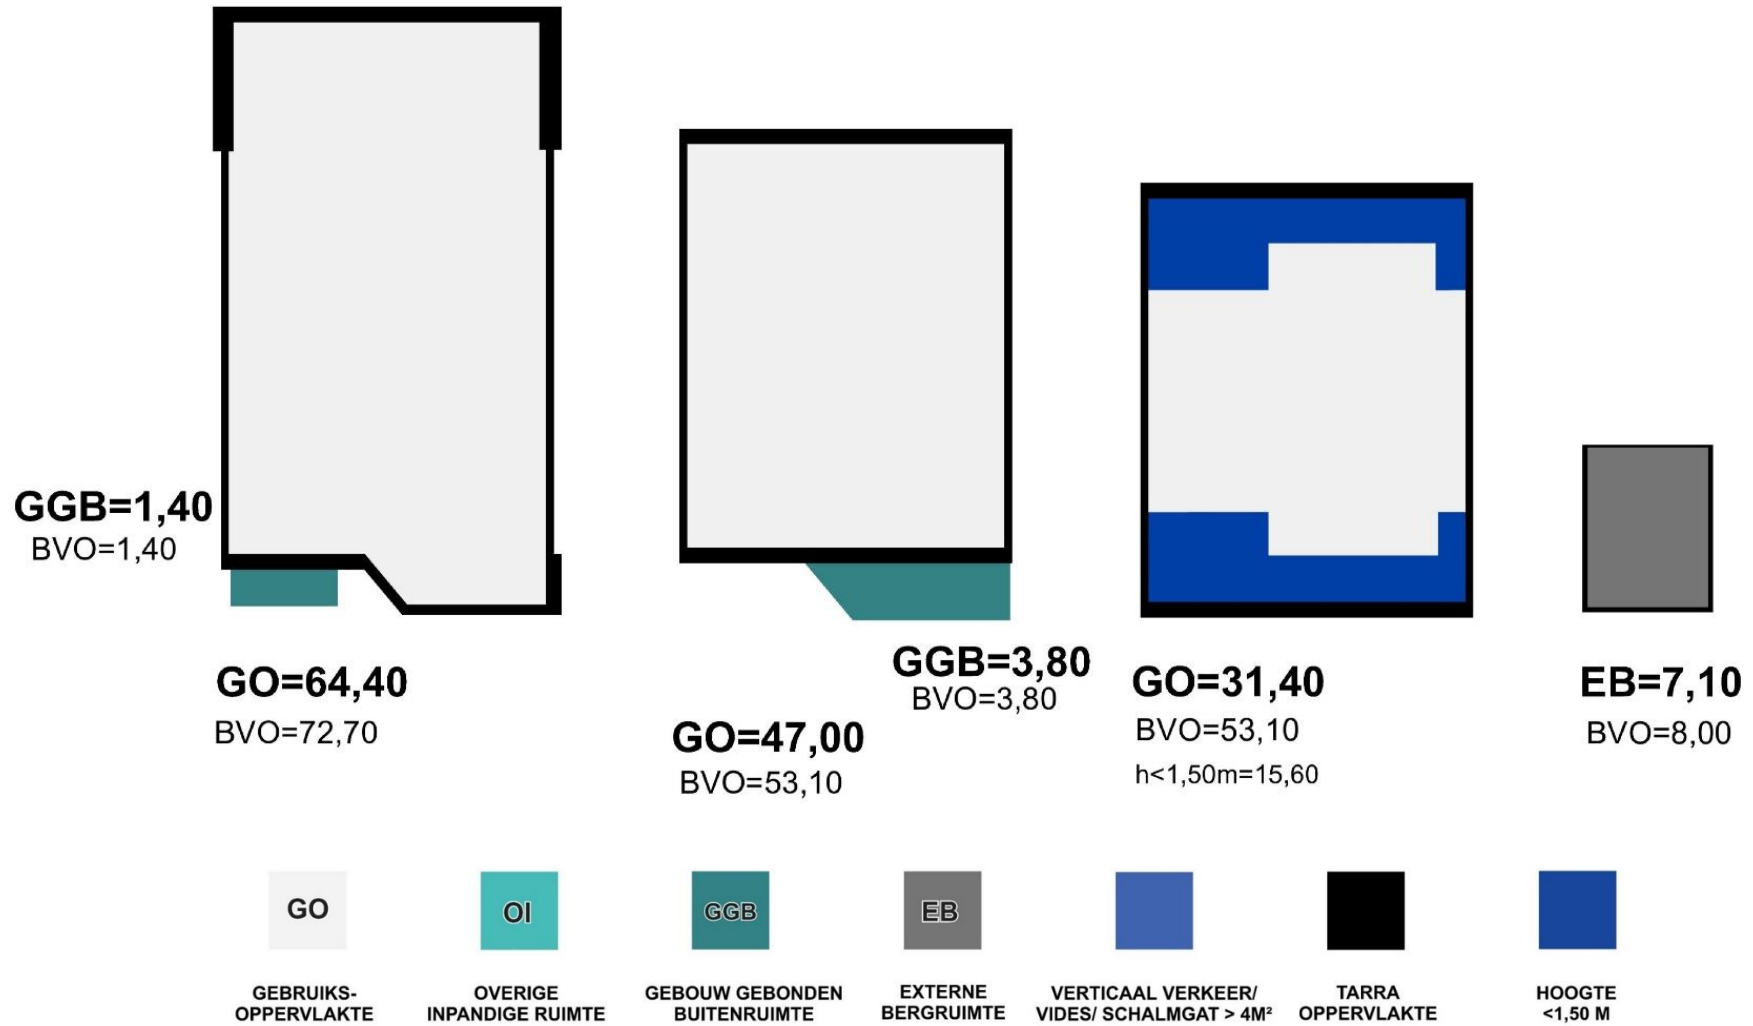 GGB=1,40
BVO=1,40
GO=64,40
BVO=72,70
GGB=3,80
BVO=3,80
GO=47,00
BVO=53,10
GO=31,40
BVO=53,10
h<1,50m=15,60
EB=7,10
BVO=8,00
GO
OI
GGB
EB
GEBRUIKS-
OPPERVLAKTE
OVERIGE
INPANDIGE RUIMTE
GEBOUW GEBONDEN
BUITENRUIMTE
EXTERNE
BERGRUIMTE
VERTICAAL VERKEER/
VIDES/ SCHALMGAT > 4M²
TARRA
OPPERVLAKTE
HOOGTE
<1,50 M